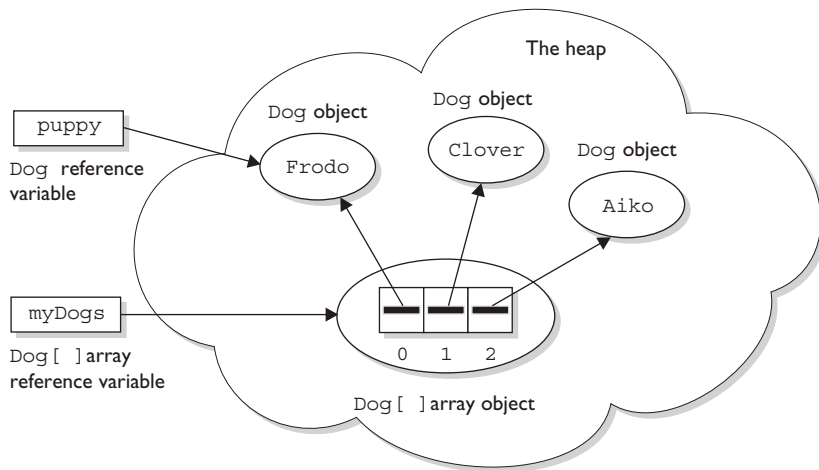 The heap
Dog object
Dog object
puppy
Clover
Dog object
Frodo
Dog reference
variable
Aiko
myDogs
0 1 2
Dog[ ] array
reference variable
Dog[ ] array object